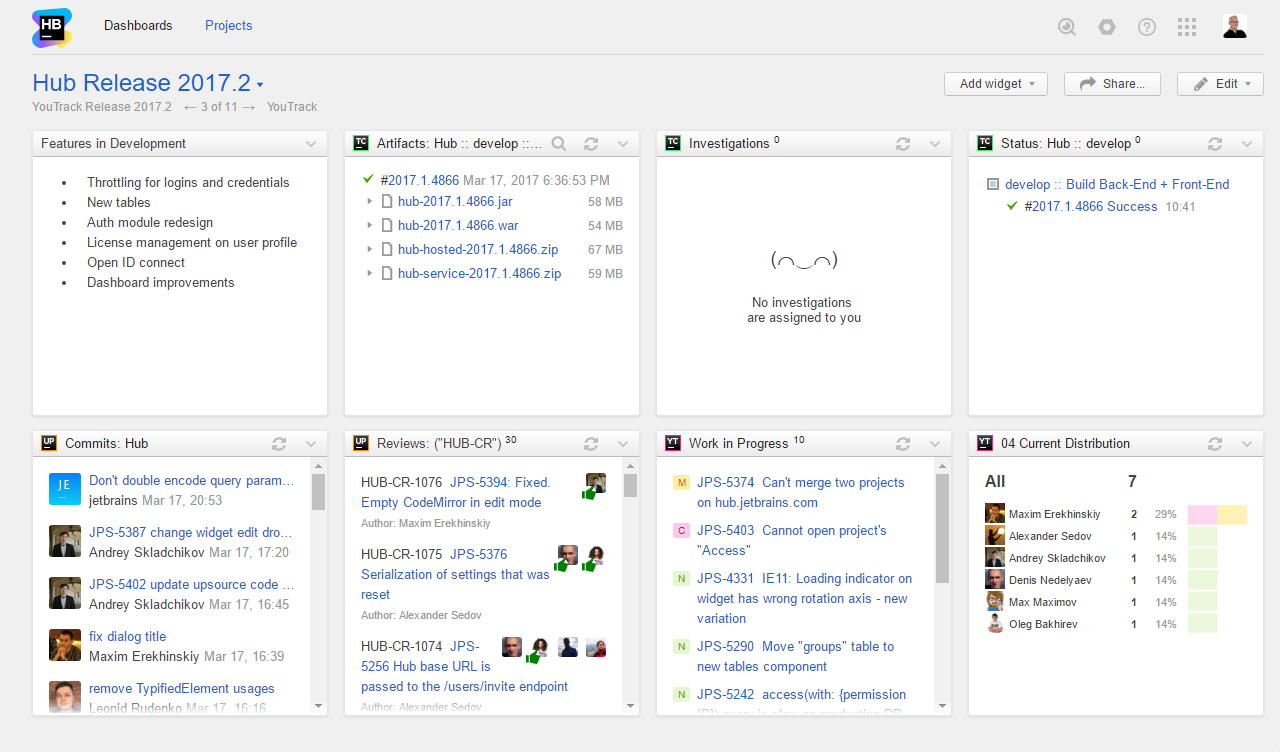 HB
Dashboards
Projects
Hub Release 2017.2
YouTrack Release 2017.2 ← 3 of 11 → YouTrack
Add widget
Share...
Edit
Features in Development
Throttling for logins and credentials
New tables
Auth module redesign
License management on user profile
Open ID connect
Dashboard improvements
TC Artifacts: Hub :: develop ::...
#2017.1.4866 Mar 17, 2017 6:36:53 PM
hub-2017.1.4866.jar 58 MB
hub-2017.1.4866.war 54 MB
hub-hosted-2017.1.4866.zip 67 MB
hub-service-2017.1.4866.zip 59 MB
TC Investigations 0
No investigations
are assigned to you
TC Status: Hub :: develop 0
develop :: Build Back-End + Front-End
#2017.1.4866 Success 10:41
UP Commits: Hub
JE
Don't double encode query param...
jetbrains Mar 17, 20:53
JPS-5387 change widget edit dro...
Andrey Skladchikov Mar 17, 17:20
JPS-5402 update upsource code ...
Andrey Skladchikov Mar 17, 16:45
fix dialog title
Maxim Erekhinskiy Mar 17, 16:39
remove TypifiedElement usages
Leonid Rudenko Mar 17, 16:16
UP Reviews: ("HUB-CR") 30
HUB-CR-1076 JPS-5394: Fixed.
Empty CodeMirror in edit mode
Author: Maxim Erekhinskiy
HUB-CR-1075 JPS-5376
Serialization of settings that was
reset
Author: Alexander Sedov
HUB-CR-1074 JPS-
5256 Hub base URL is
passed to the /users/invite endpoint
Author: Alexander Sedov
YT Work in Progress 10
M JPS-5374 Can't merge two projects
on hub.jetbrains.com
C JPS-5403 Cannot open project's
"Access"
N JPS-4331 IE11: Loading indicator on
widget has wrong rotation axis - new
variation
N JPS-5290 Move "groups" table to
new tables component
N JPS-5242 access(with: {permission
ID}) query is slow on production DB
YT 04 Current Distribution
All 7
Maxim Erekhinskiy 2 29%
Alexander Sedov 1 14%
Andrey Skladchikov 1 14%
Denis Nedelyaev 1 14%
Max Maximov 1 14%
Oleg Bakhirev 1 14%